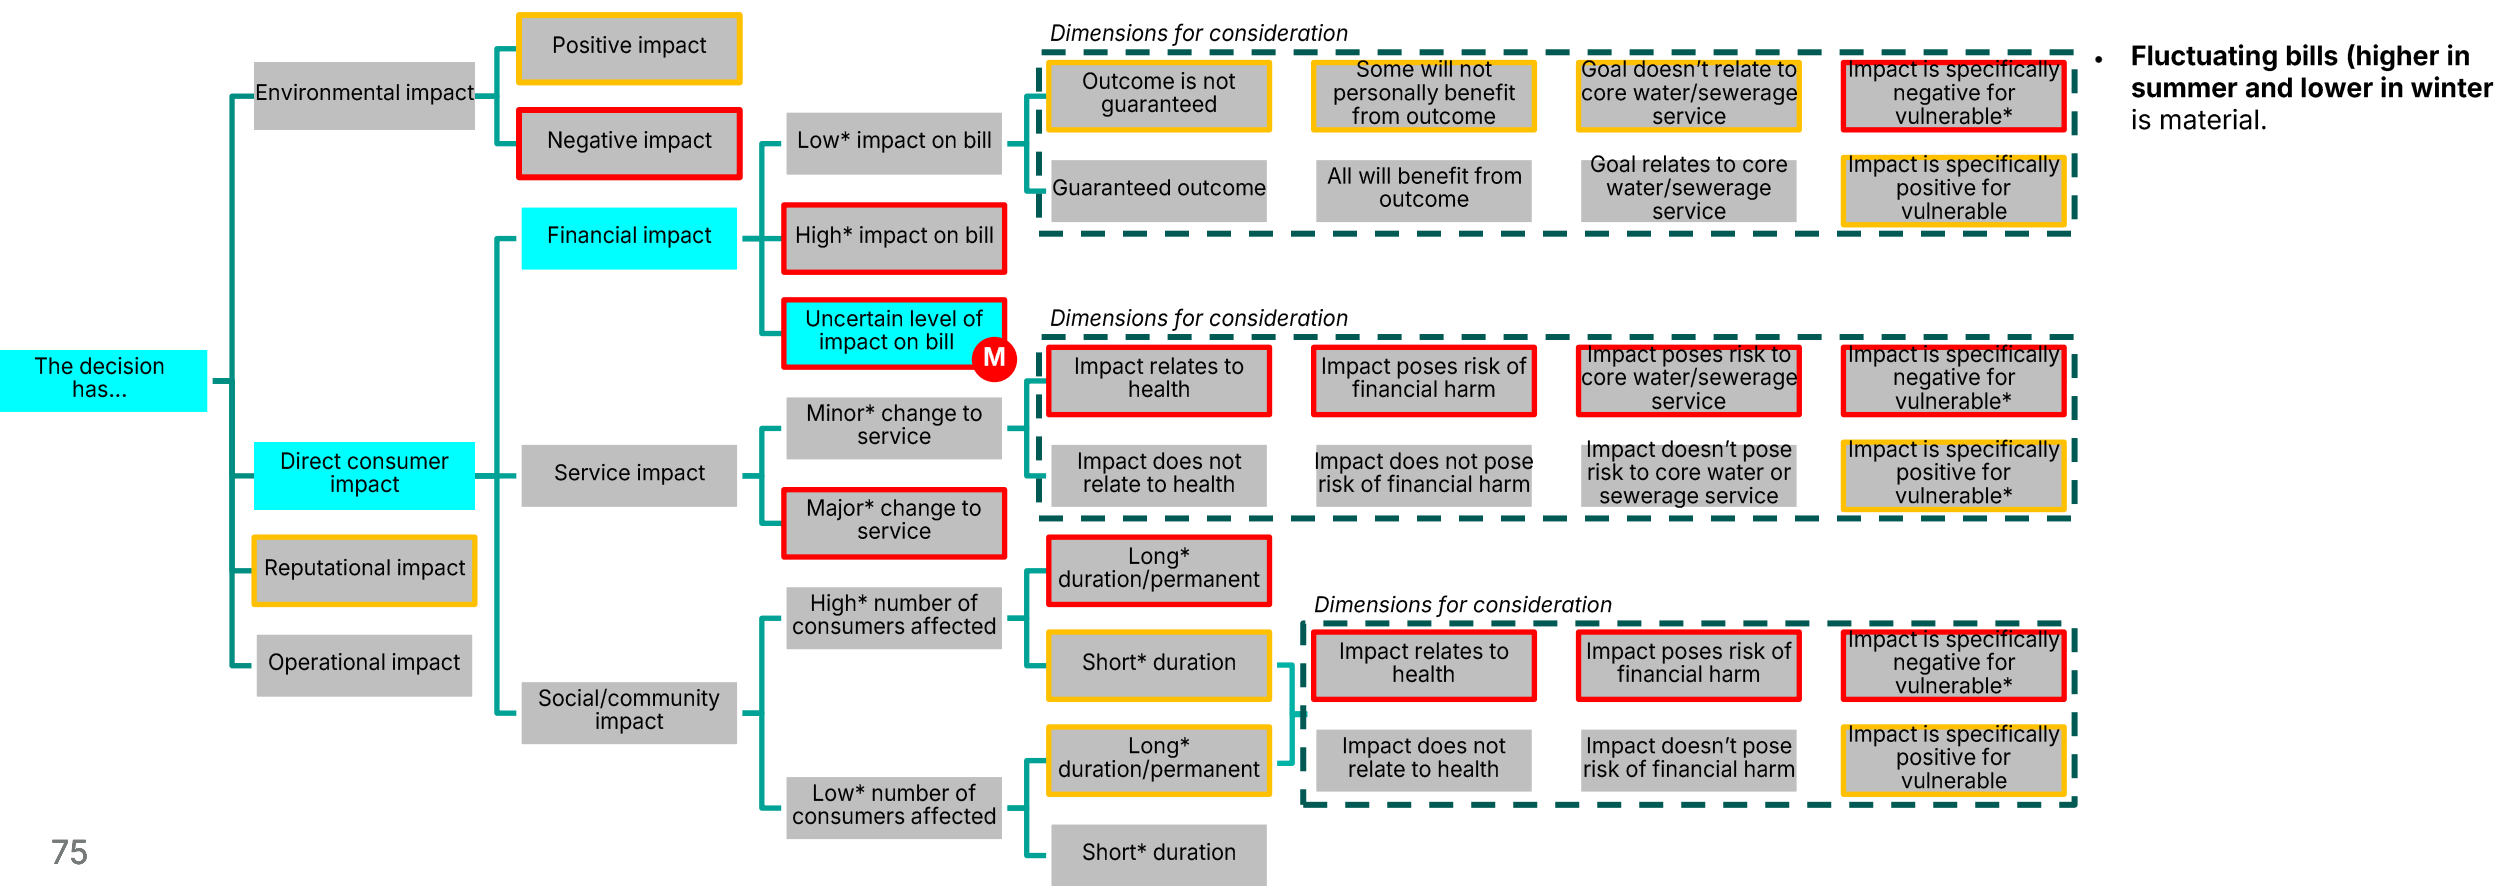 Dimensions for consideration
Positive impact
Environmental impact
Negative impact
Low* impact on bill
Outcome is not
guaranteed
Some will not
personally benefit
from outcome
Goal doesn’t relate to
core water/sewerage
service
Impact is specifically
negative for
vulnerable*
Guaranteed outcome
All will benefit from
outcome
Goal relates to core
water/sewerage
service
Impact is specifically
positive for
vulnerable
• Fluctuating bills (higher in
summer and lower in winter
is material.
Financial impact
High* impact on bill
Uncertain level of
impact on bill
M
Dimensions for consideration
The decision
has...
Impact relates to
health
Impact poses risk of
financial harm
Impact poses risk to
core water/sewerage
service
Impact is specifically
negative for
vulnerable*
Minor* change to
service
Direct consumer
impact
Service impact
Impact does not
relate to health
Impact does not pose
risk of financial harm
Impact doesn’t pose
risk to core water or
sewerage service
Impact is specifically
positive for
vulnerable*
Major* change to
service
Reputational impact
Long*
duration/permanent
High* number of
consumers affected
Dimensions for consideration
Operational impact
Short* duration
Impact relates to
health
Impact poses risk of
financial harm
Impact is specifically
negative for
vulnerable*
Social/community
impact
Long*
duration/permanent
Impact does not
relate to health
Impact doesn’t pose
risk of financial harm
Impact is specifically
positive for
vulnerable
Low* number of
consumers affected
Short* duration
75